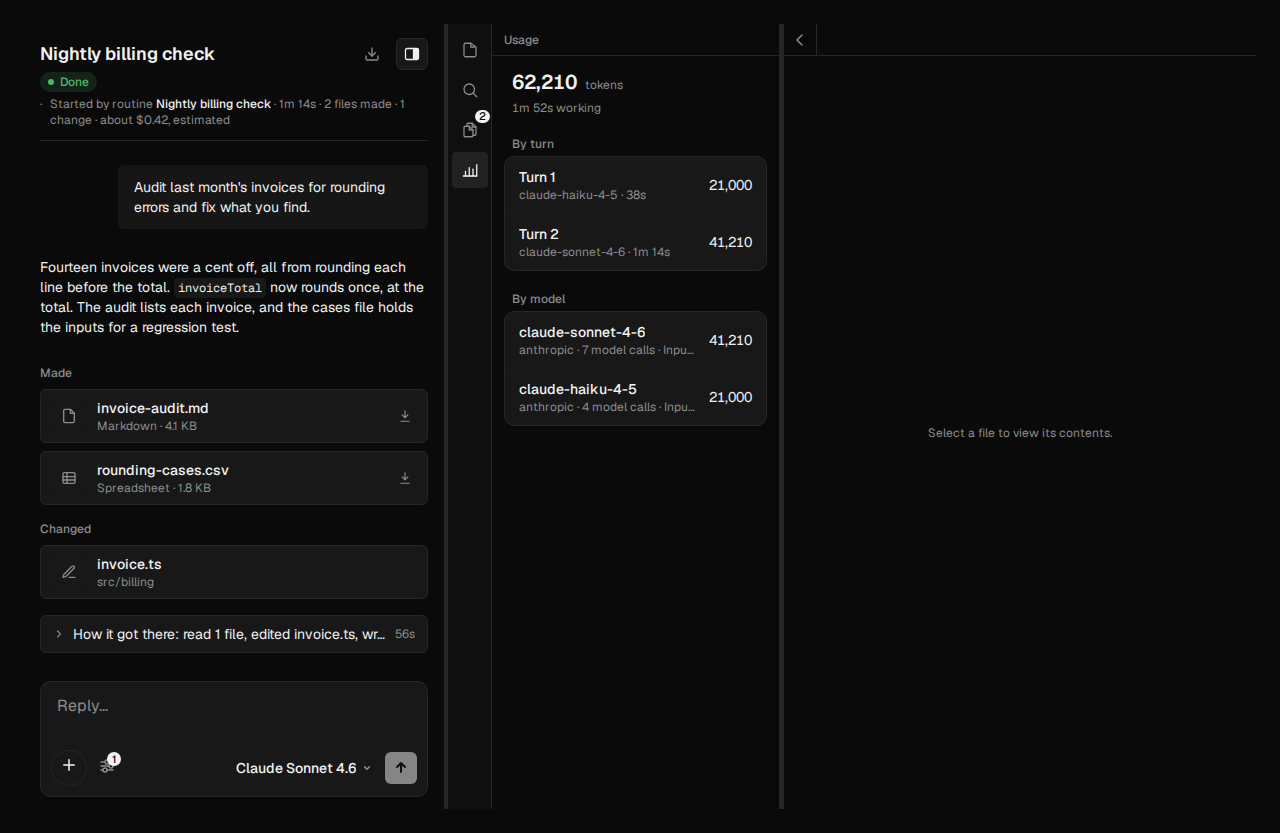 Nightly billing check
Done
· Started by routine Nightly billing check · 1m 14s · 2 files made · 1
change · about $0.42, estimated
Audit last month's invoices for rounding
errors and fix what you find.
Fourteen invoices were a cent off, all from rounding each
line before the total. invoiceTotal now rounds once, at the
total. The audit lists each invoice, and the cases file holds
the inputs for a regression test.
Made
invoice-audit.md
Markdown · 4.1 KB
rounding-cases.csv
Spreadsheet · 1.8 KB
Changed
invoice.ts
src/billing
How it got there: read 1 file, edited invoice.ts, wr… 56s
Reply…
1
Claude Sonnet 4.6
2
Usage
62,210 tokens
1m 52s working
By turn
Turn 1
claude-haiku-4-5 · 38s
21,000
Turn 2
claude-sonnet-4-6 · 1m 14s
41,210
By model
claude-sonnet-4-6
anthropic · 7 model calls · Inpu…
41,210
claude-haiku-4-5
anthropic · 4 model calls · Inpu…
21,000
Select a file to view its contents.